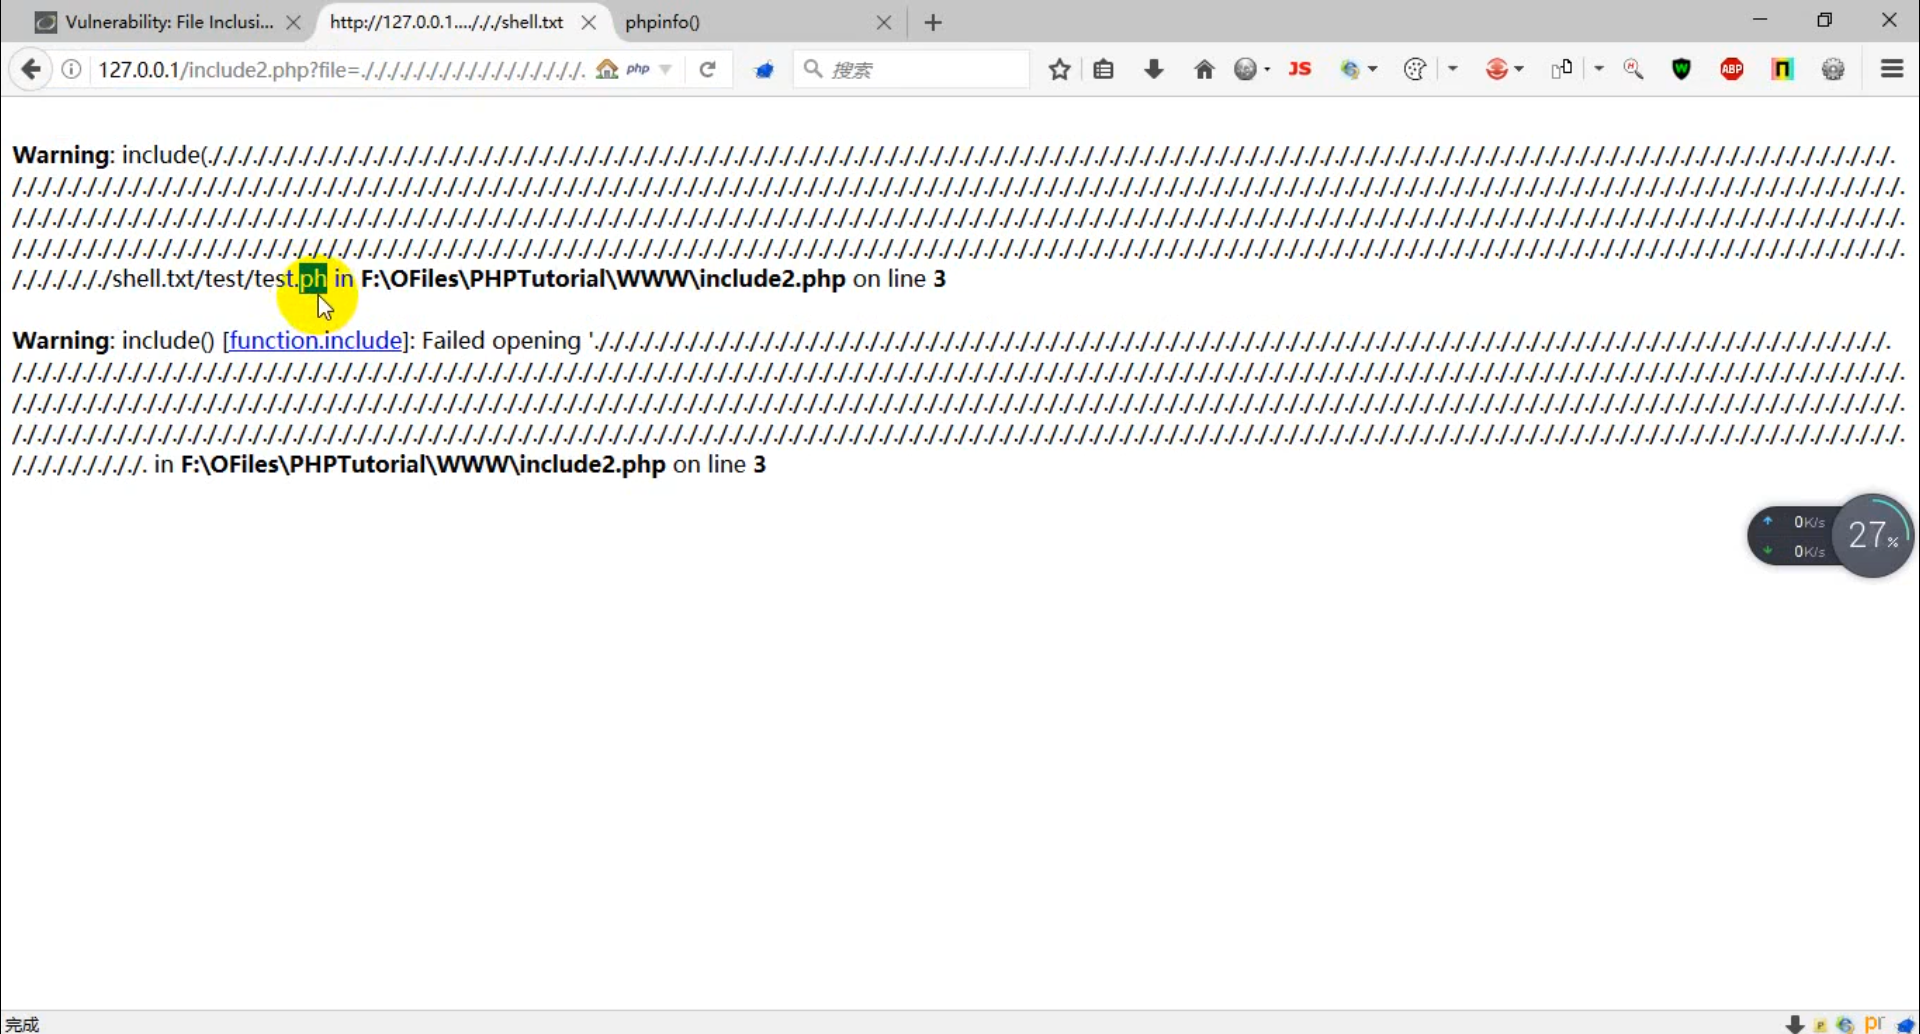 Vulnerability: File Inclusi...
http://127.0.0.1..../././shell.txt
phpinfo()
127.0.0.1/include2.php?file=./././././././././././././././././.
php
搜索
JS
ABP
Warning: include(
/shell.txt/test/test.ph in F:\OFiles\PHPTutorial\WWW\include2.php on line 3
Warning: include() [function.include]: Failed opening '
in F:\OFiles\PHPTutorial\WWW\include2.php on line 3
0K/s
27%
0K/s
完成
pr